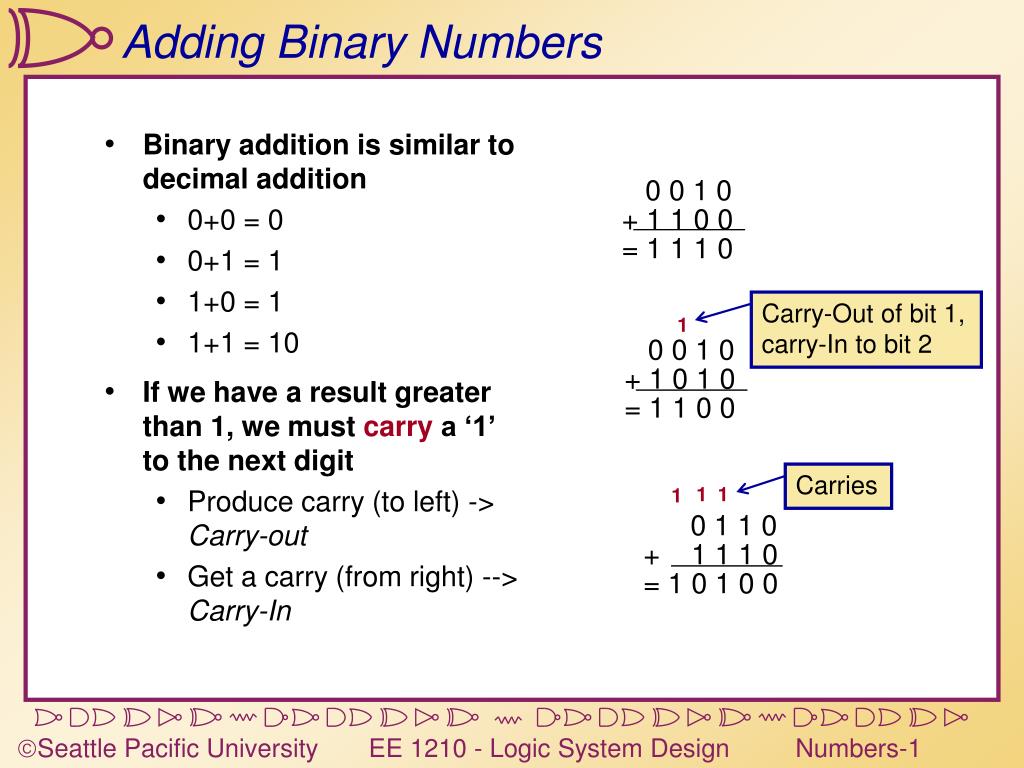 Adding Binary Numbers
• Binary addition is similar to
decimal addition
• 0+0 = 0
• 0+1 = 1
• 1+0 = 1
• 1+1 = 10
• If we have a result greater
than 1, we must carry a ‘1’
to the next digit
• Produce carry (to left) ->
Carry-out
• Get a carry (from right) -->
Carry-In
0 0 1 0
+ 1 1 0 0
= 1 1 1 0
Carry-Out of bit 1,
carry-In to bit 2
1
0 0 1 0
+ 1 0 1 0
= 1 1 0 0
Carries
1 1 1
0 1 1 0
+ 1 1 1 0
= 1 0 1 0 0
©Seattle Pacific University EE 1210 - Logic System Design Numbers-1